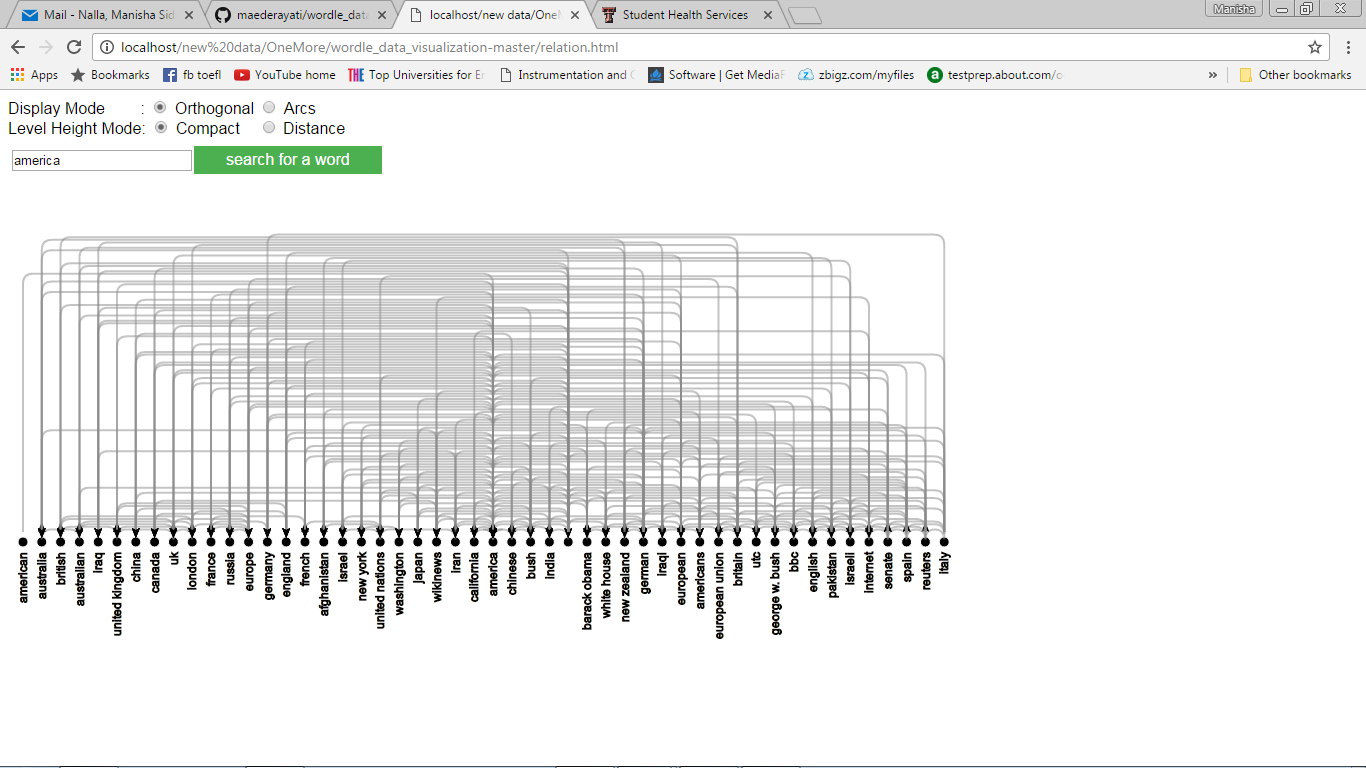 Mail - Nalla, Manisha Sid
maederayati/wordle_data
localhost/new data/OneM
Student Health Services
Manisha
localhost/new%20data/OneMore/wordle_data_visualization-master/relation.html
Apps
Bookmarks
fb toefl
YouTube home
THE Top Universities for En
Instrumentation and C
Software | Get MediaF
zbigz.com/myfiles
a testprep.about.com/o
»
Other bookmarks
Display Mode : Orthogonal Arcs
Level Height Mode: Compact Distance
america search for a word
american
australia
british
australian
iraq
united kingdom
china
canada
uk
london
france
russia
europe
germany
england
french
afghanistan
israel
new york
united nations
washington
japan
wikinews
iran
california
america
chinese
bush
india
barack obama
white house
new zealand
german
iraqi
european
americans
european union
britain
utc
george w. bush
bbc
english
pakistan
israeli
internet
senate
spain
reuters
italy